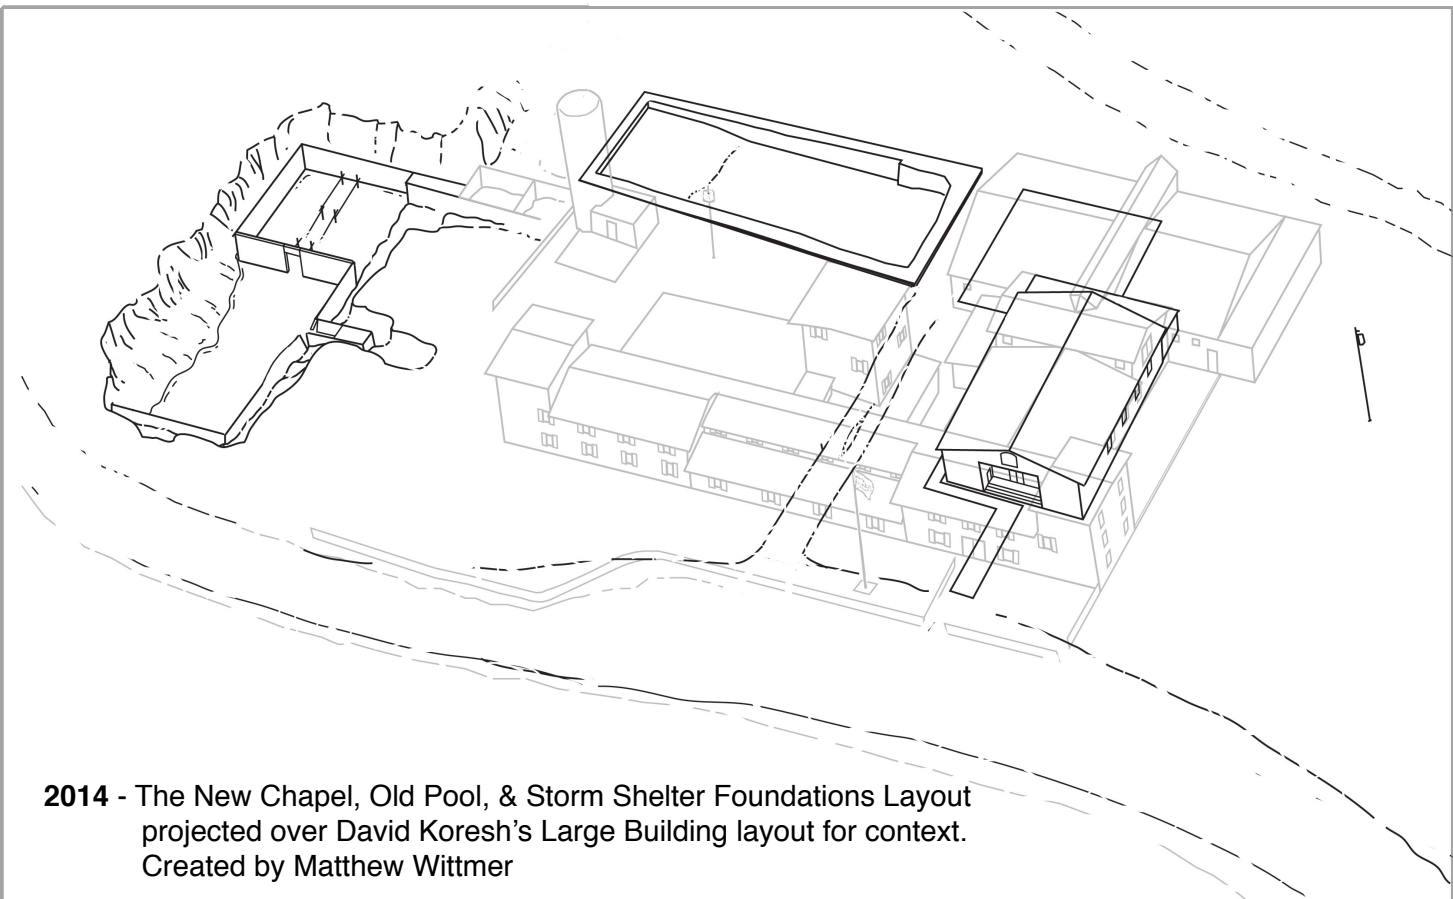 2014 - The New Chapel, Old Pool, & Storm Shelter Foundations Layout
projected over David Koresh's Large Building layout for context.
Created by Matthew Wittmer